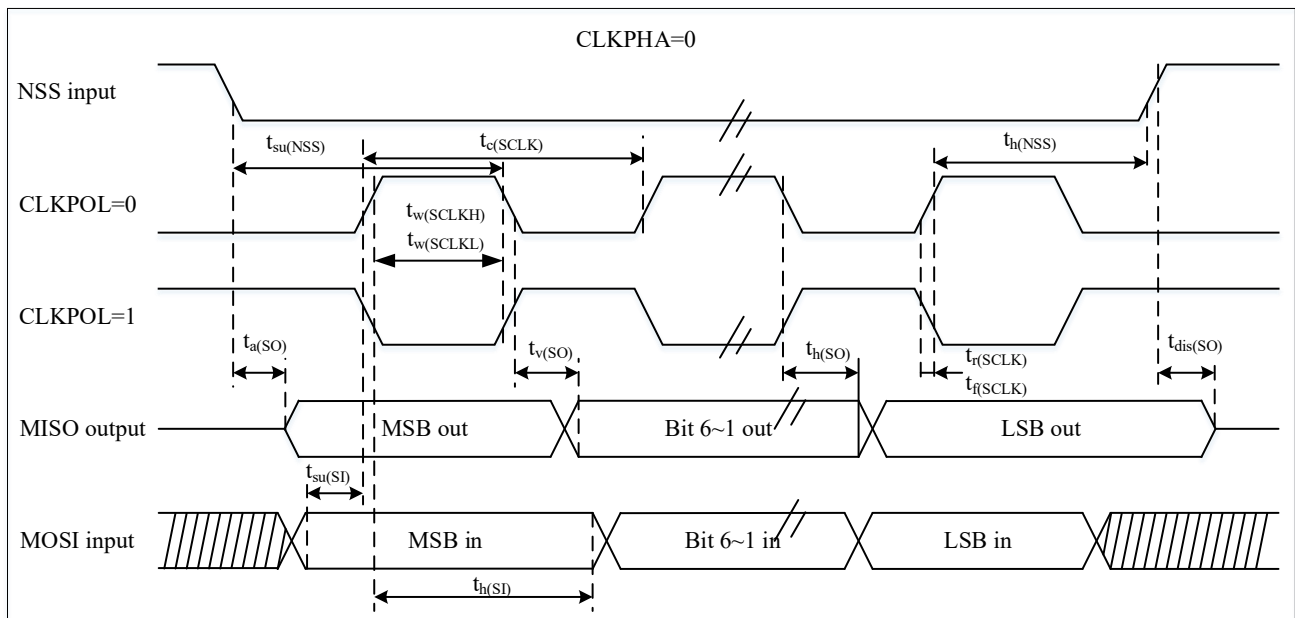 CLKPHA=0
NSS input
tsu(NSS)
tc(SCLK)
th(NSS)
CLKPOL=0
tw(SCLKH)
tw(SCLKL)
CLKPOL=1
ta(SO)
tv(SO)
th(SO)
tr(SCLK)
tf(SCLK)
tdis(SO)
MISO output
MSB out
Bit 6~1 out
LSB out
tsu(SI)
MOSI input
MSB in
Bit 6~1 in
LSB in
th(SI)